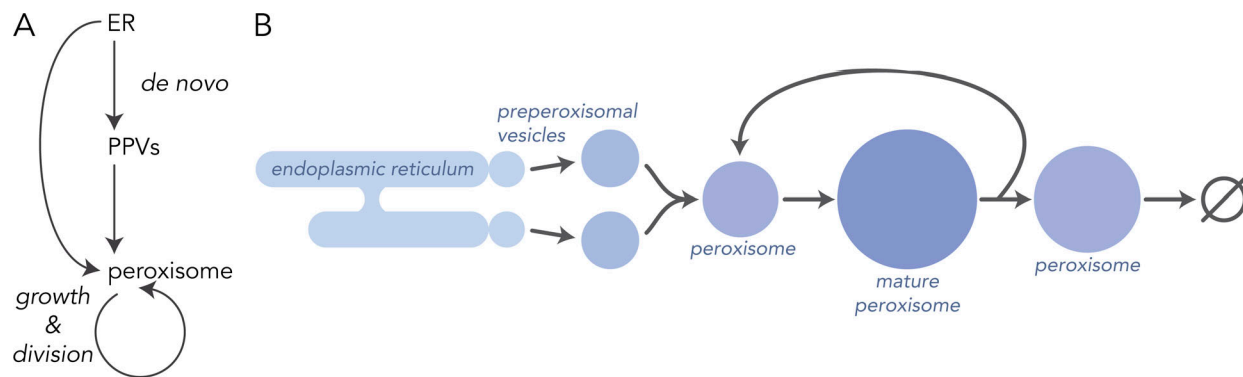 A
ER
de novo
PPVs
peroxisome
growth
&
division
B
preperoxisomal
vesicles
endoplasmic reticulum
peroxisome
mature
peroxisome
peroxisome